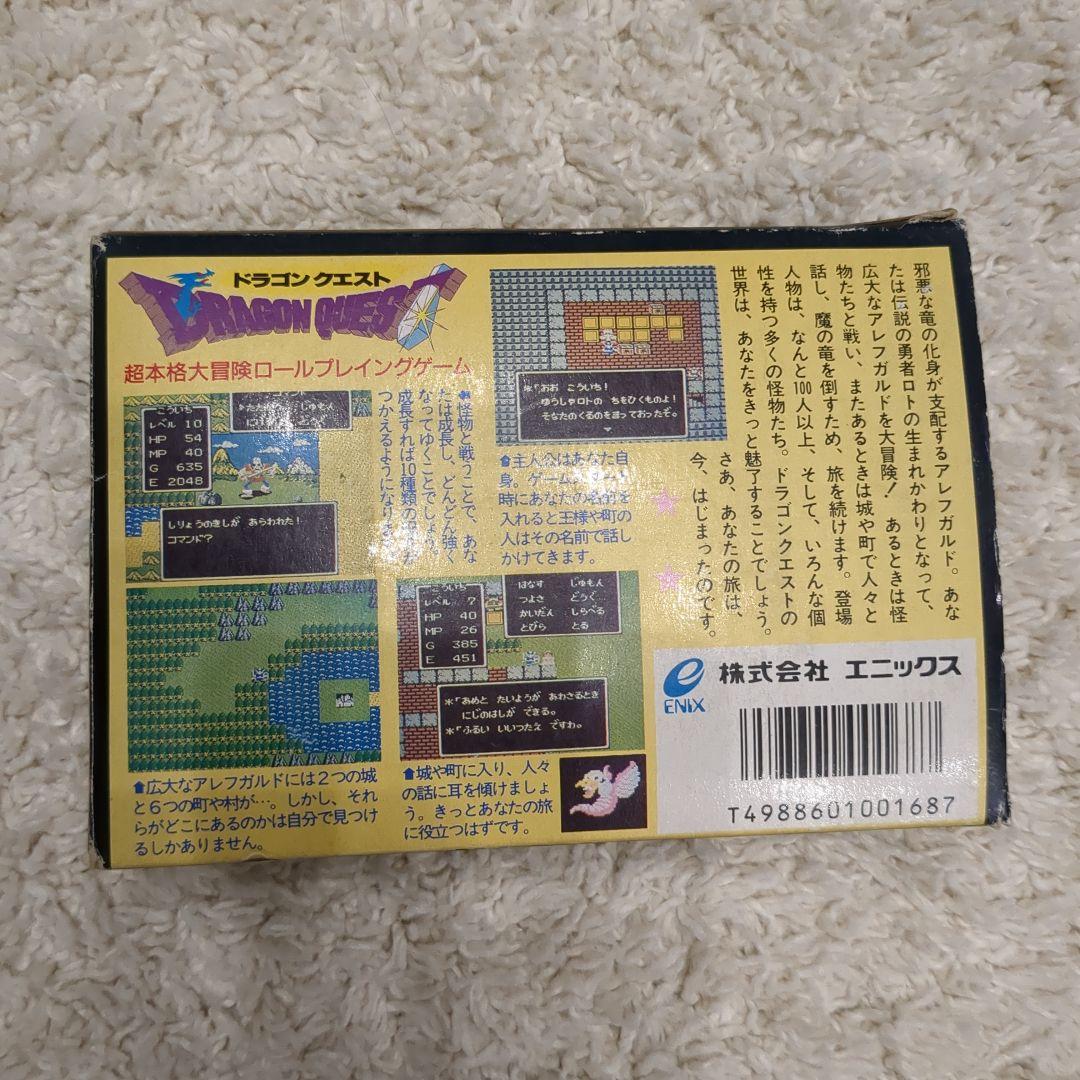 ドラゴン クエスト
DRAGON QUEST
超本格大冒険ロールプレイングゲーム
こういち
レベル 10
HP 54
MP 40
G 635
E 2048
じゅもん
しりょうのきしが あらわれた!
コマンド?
⬆怪物と戦うことで、あな
たは成長し、どんどん強く
なってゆくことでしょう。
成長すれば10種類の
つかえるようになります。
*「おお こういち!
ゆうしゃロトの ちをひくものよ!
そなたのくるのを まっておったぞ。
⬆主人公はあなた自
身。ゲームスタート
時にあなたの名前を
入れると王様や町の
人はその名前で話し
かけてきます。
邪悪な竜の化身が支配するアレフガルド。あな
たは伝説の勇者ロトの生まれかわりとなって、
広大なアレフガルドを大冒険! あるときは怪
物たちと戦い、またあるときは城や町で人々と
話し、魔の竜を倒すため、旅を続けます。登場
人物は、なんと100人以上、そして、いろんな個
性を持つ多くの怪物たち。ドラゴンクエストの
世界は、あなたをきっと魅了することでしょう。
さあ、あなたの旅は、
今、はじまったのです。
⬆広大なアレフガルドには2つの城
と6つの町や村が…。しかし、それ
らがどこにあるのかは自分で見つけ
るしかありません。
こういち
レベル 7
HP 40
MP 26
G 385
E 451
はなす じゅもん
つよさ どうぐ
かいだん しらべる
とびら とる
*「あめと たいようが あわさるとき
にじのはしが できる。
*「ふるい いいつたえ ですわ。
⬆城や町に入り、人々
の話に耳を傾けましょ
う。きっとあなたの旅
に役立つはずです。
ENIX
株式会社 エニックス
T4988601001687